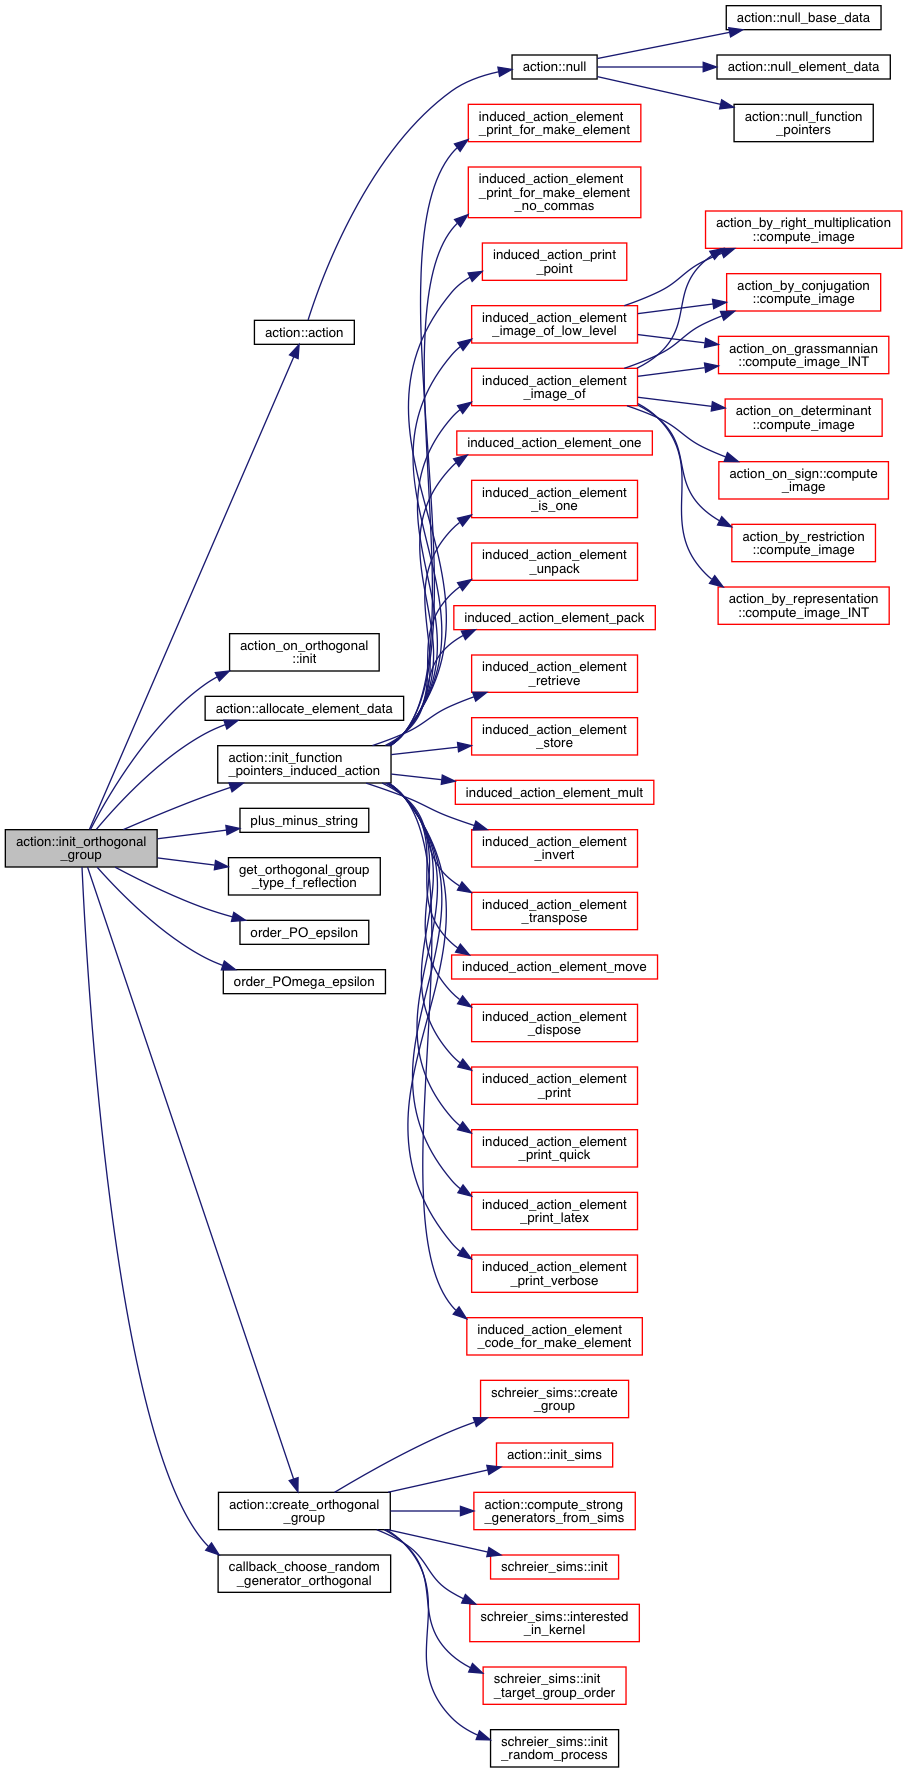 action::init_orthogonal
_group
action::action
action_on_orthogonal
::init
action::allocate_element_data
action::init_function
_pointers_induced_action
plus_minus_string
get_orthogonal_group
_type_f_reflection
order_PO_epsilon
order_POmega_epsilon
action::create_orthogonal
_group
callback_choose_random
_generator_orthogonal
action::null
induced_action_element
_print_for_make_element
induced_action_element
_print_for_make_element
_no_commas
induced_action_print
_point
induced_action_element
_image_of_low_level
induced_action_element
_image_of
induced_action_element_one
induced_action_element
_is_one
induced_action_element
_unpack
induced_action_element_pack
induced_action_element
_retrieve
induced_action_element
_store
induced_action_element_mult
induced_action_element
_invert
induced_action_element
_transpose
induced_action_element_move
induced_action_element
_dispose
induced_action_element
_print
induced_action_element
_print_quick
induced_action_element
_print_latex
induced_action_element
_print_verbose
induced_action_element
_code_for_make_element
schreier_sims::create
_group
action::init_sims
action::compute_strong
_generators_from_sims
schreier_sims::init
schreier_sims::interested
_in_kernel
schreier_sims::init
_target_group_order
schreier_sims::init
_random_process
action::null_base_data
action::null_element_data
action::null_function
_pointers
action_by_right_multiplication
::compute_image
action_by_conjugation
::compute_image
action_on_grassmannian
::compute_image_INT
action_on_determinant
::compute_image
action_on_sign::compute
_image
action_by_restriction
::compute_image
action_by_representation
::compute_image_INT